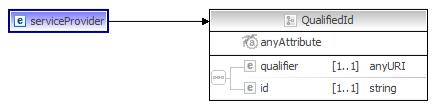 e serviceProvider
QualifiedId
anyAttribute
e qualifier [1..1] anyURI
e id [1..1] string